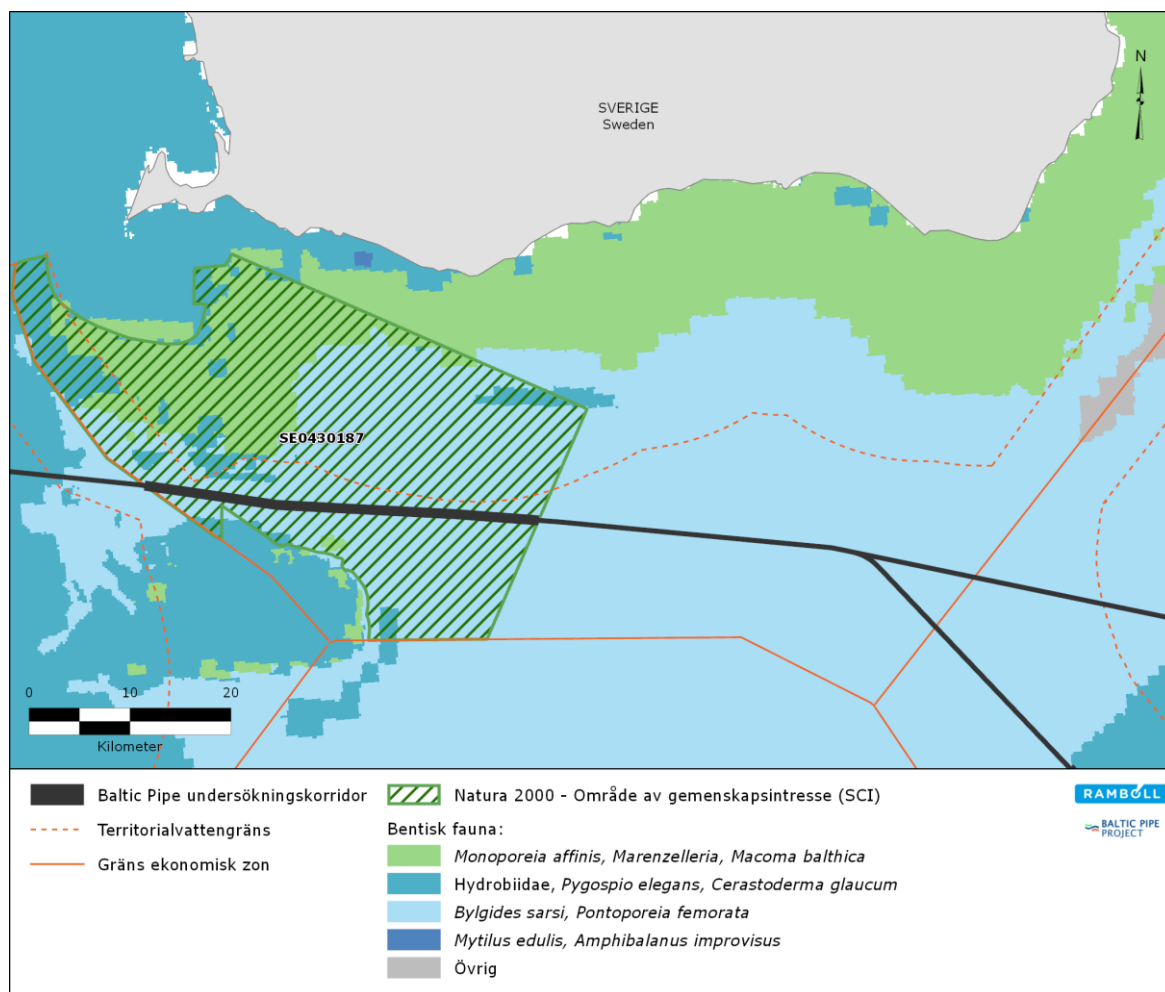 N
SVERIGE
Sweden
SE0430187
0 10 20
Kilometer
Baltic Pipe undersökningskorridor
Territorialvattengräns
Gräns ekonomisk zon
Natura 2000 - Område av gemenskapsintresse (SCI)
Bentisk fauna:
Monoporeia affinis, Marenzelleria, Macoma balthica
Hydrobiidae, Pygospio elegans, Cerastoderma glaucum
Bylgides sarsi, Pontoporeia femorata
Mytilus edulis, Amphibalanus improvisus
Övrig
RAMBOLL
BALTIC PIPE
PROJECT